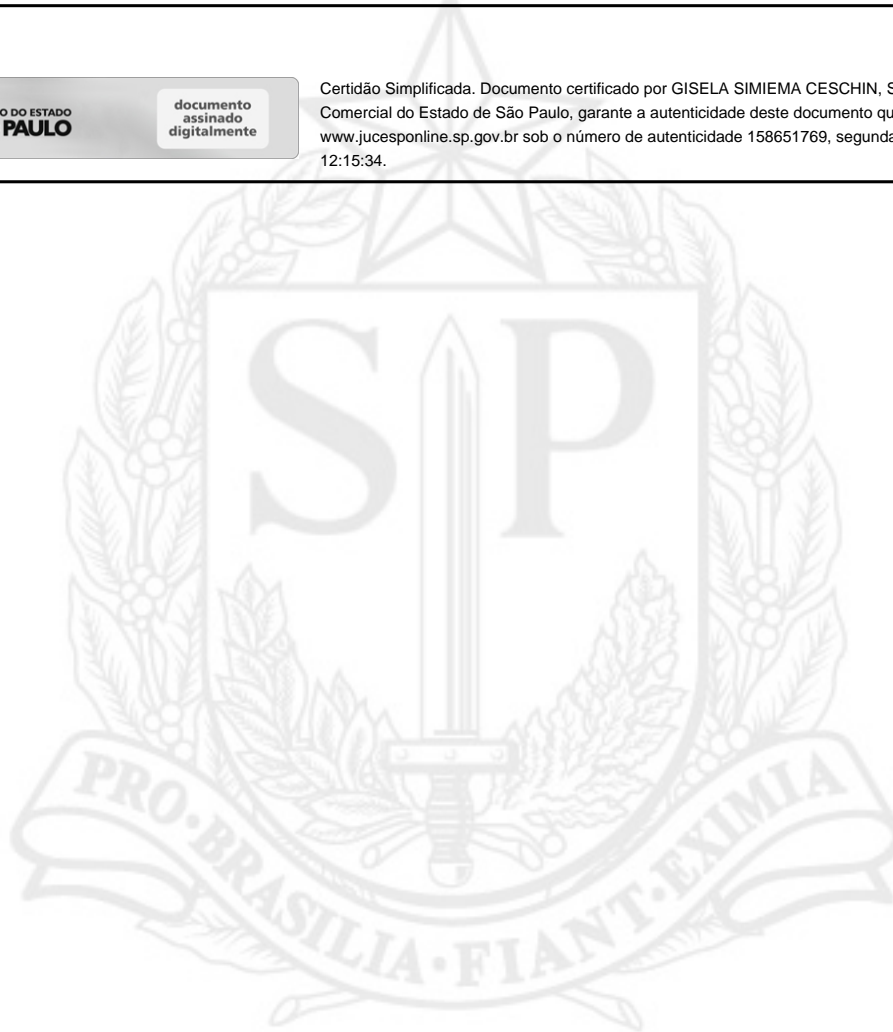 O DO ESTADO
PAULO
documento
assinado
digitalmente
Certidão Simplificada. Documento certificado por GISELA SIMIEMA CESCHIN, S
Comercial do Estado de São Paulo, garante a autenticidade deste documento qu
www.jucesponline.sp.gov.br sob o número de autenticidade 158651769, segunda
12:15:34.
S P
PRO·BRASILIA·FIANT·EXIMIA